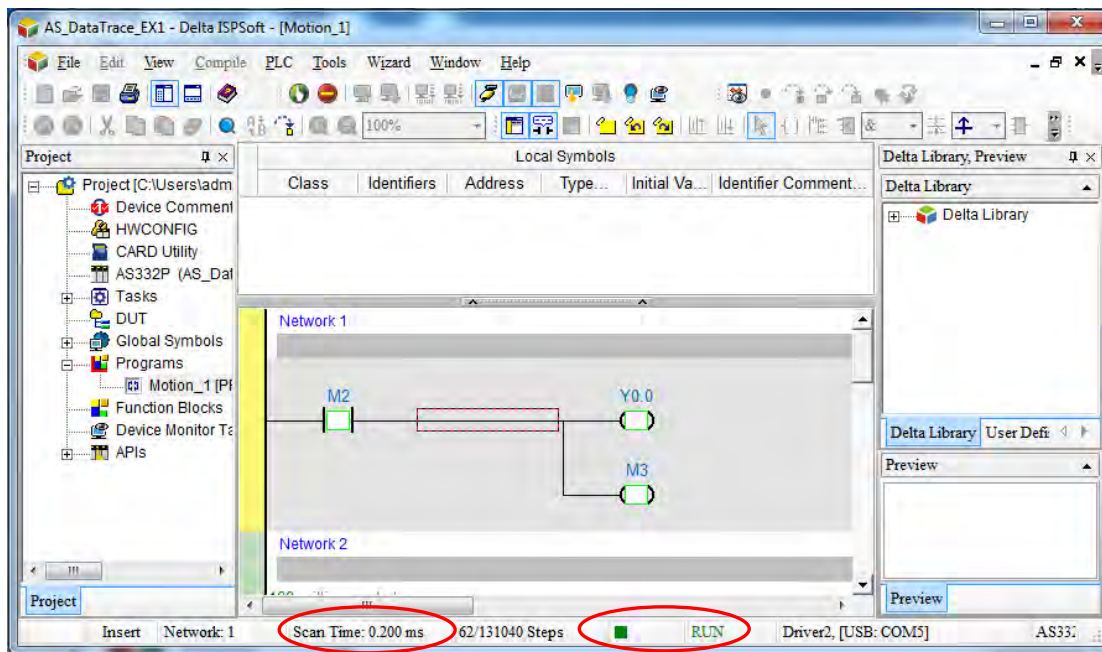 AS_DataTrace_EX1 - Delta ISPSoft - [Motion_1]
File Edit View Compile PLC Tools Wizard Window Help
100%
Project
Project [C:\Users\adm
Device Comment
HWCONFIG
CARD Utility
AS332P (AS_Dat
Tasks
DUT
Global Symbols
Programs
Motion_1 [PF
Function Blocks
Device Monitor Ta
APIs
Project
Local Symbols
Class Identifiers Address Type... Initial Va... Identifier Comment...
Network 1
M2
Y0.0
M3
Network 2
Delta Library, Preview
Delta Library
Delta Library
Delta Library User Defi
Preview
Preview
Insert Network: 1 Scan Time: 0.200 ms 62/131040 Steps RUN Driver2, [USB: COM5] AS332